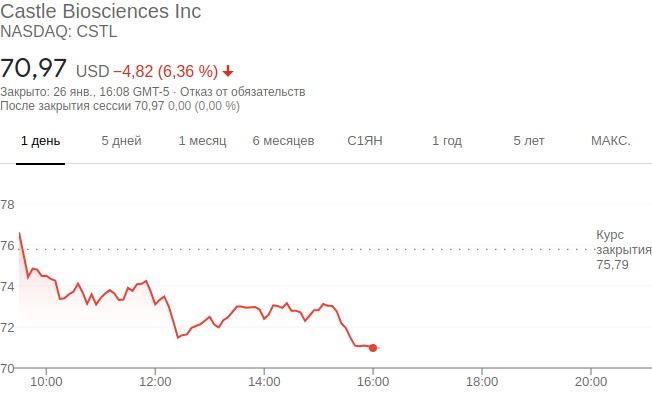 Castle Biosciences Inc
NASDAQ: CSTL
70,97 USD −4,82 (6,36 %)
Закрыто: 26 янв., 16:08 GMT-5 · Отказ от обязательств
После закрытия сессии 70,97 0,00 (0,00 %)
1 день 5 дней 1 месяц 6 месяцев С1ЯН 1 год 5 лет МАКС.
78
76
74
72
70
Курс
закрытия
75,79
10:00 12:00 14:00 16:00 18:00 20:00